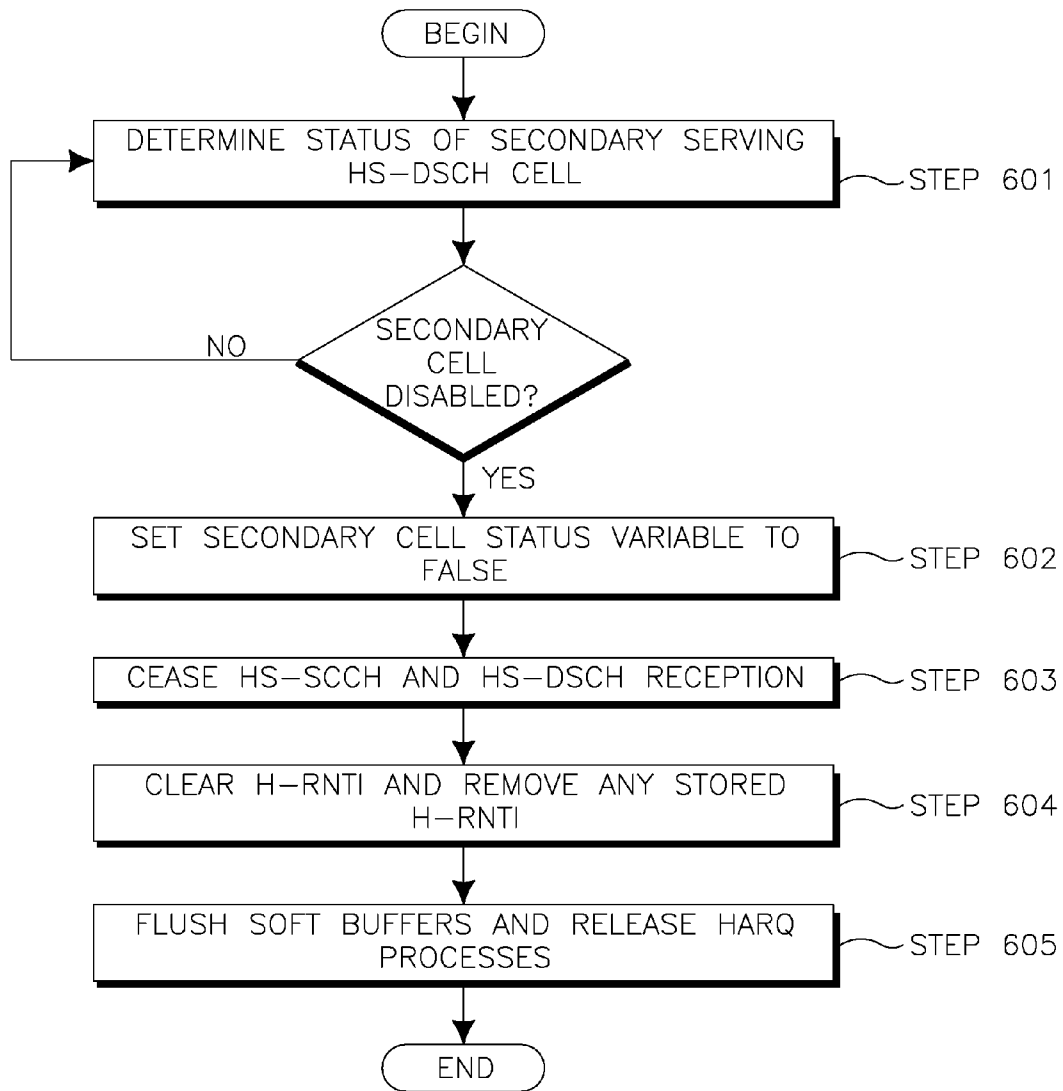 BEGIN
DETERMINE STATUS OF SECONDARY SERVING
HS-DSCH CELL
STEP 601
SECONDARY
CELL
DISABLED?
NO
YES
SET SECONDARY CELL STATUS VARIABLE TO
FALSE
STEP 602
CEASE HS-SCCH AND HS-DSCH RECEPTION
STEP 603
CLEAR H-RNTI AND REMOVE ANY STORED
H-RNTI
STEP 604
FLUSH SOFT BUFFERS AND RELEASE HARQ
PROCESSES
STEP 605
END